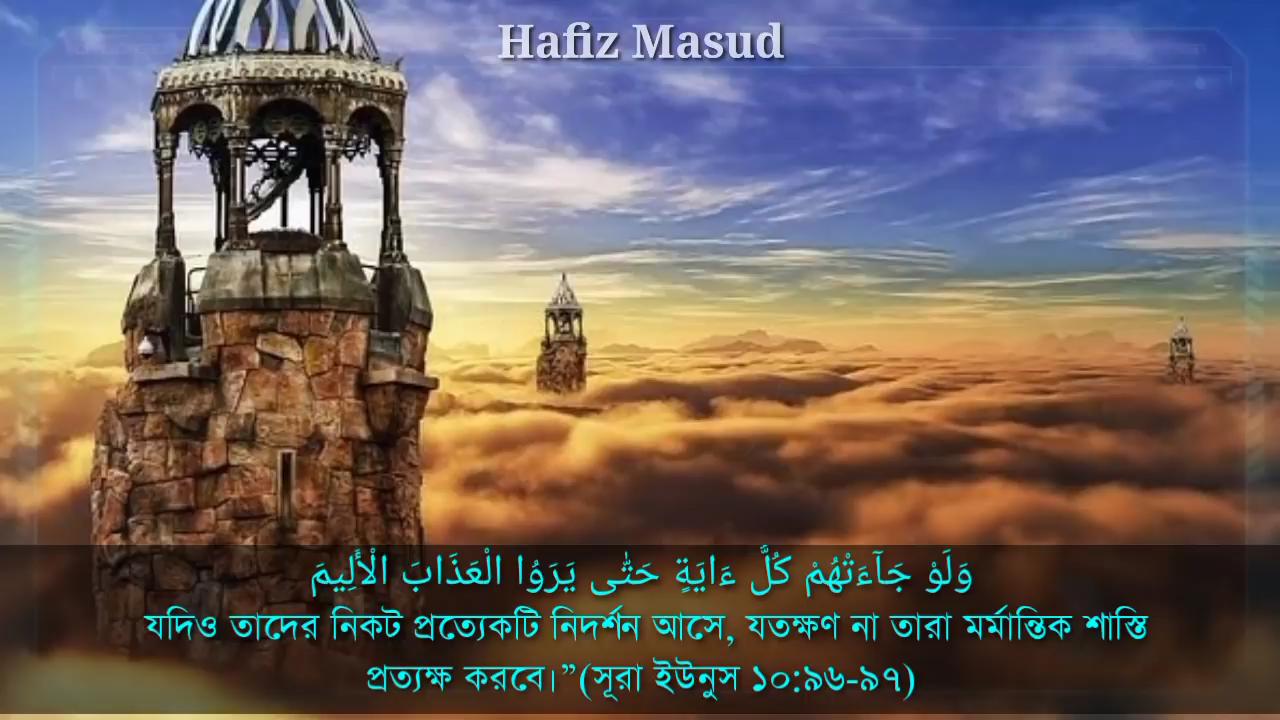 Hafiz Masud
وَلَوْ جَآءَتْهُمْ كُلُّ ءَايَةٍ حَتّٰى يَرَوُا الْعَذَابَ الْأَلِيمَ
যদিও তাদের নিকট প্রত্যেকটি নিদর্শন আসে, যতক্ষণ না তারা মর্মান্তিক শাস্তি
প্রত্যক্ষ করবে।”(সূরা ইউনুস ১০:৯৬-৯৭)